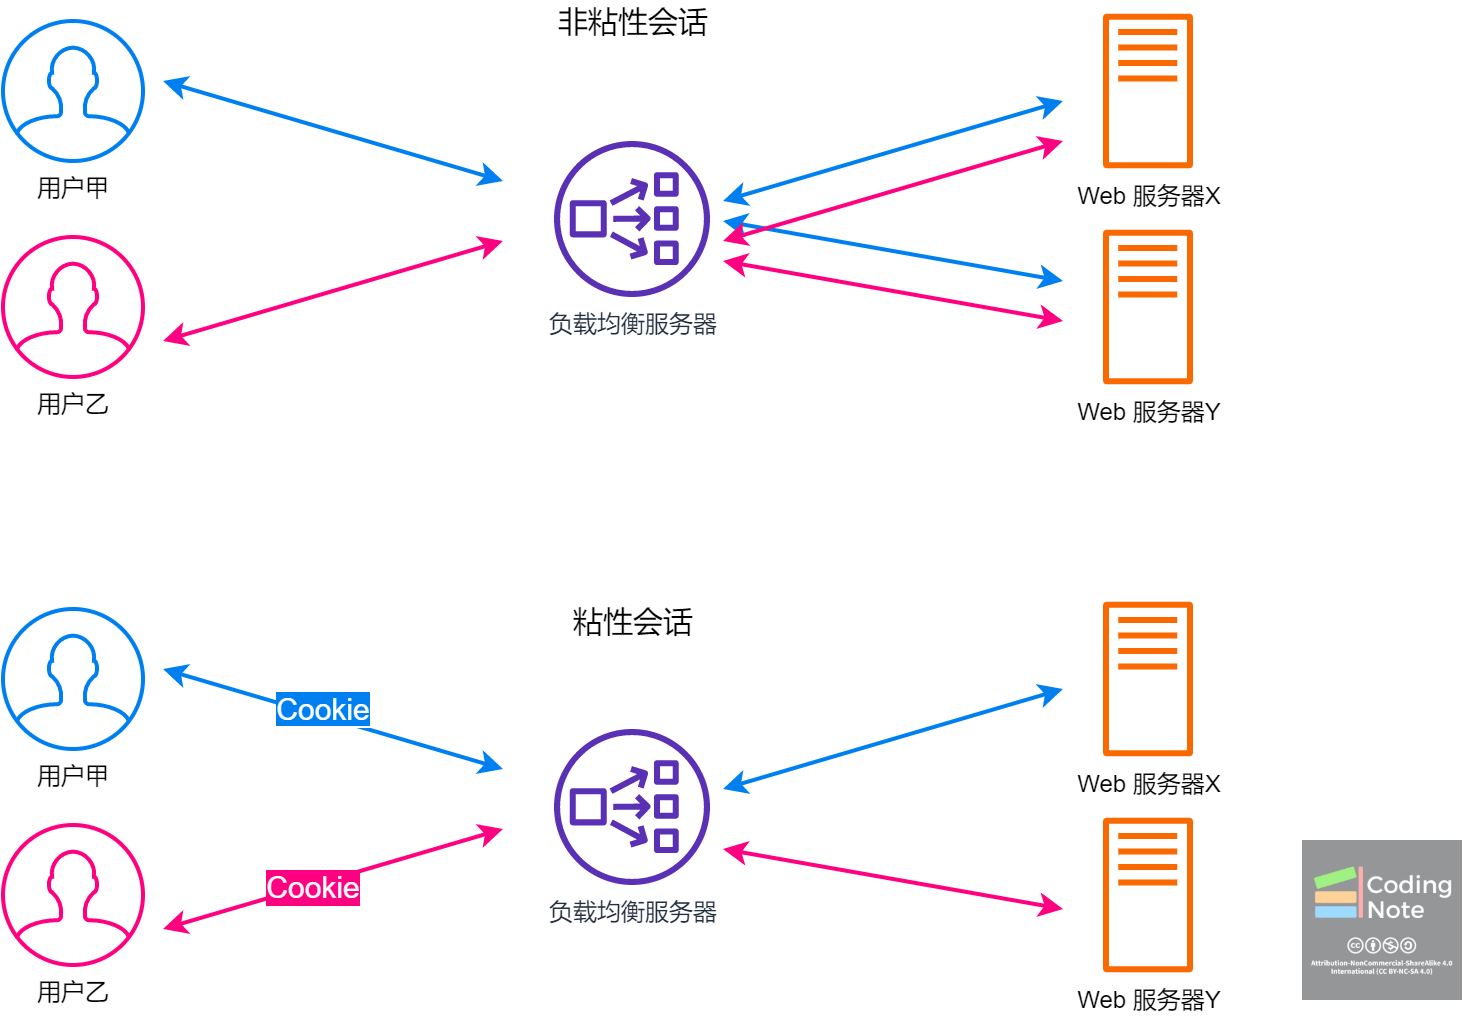 非粘性会话
用户甲
Web 服务器X
负载均衡服务器
用户乙
Web 服务器Y
粘性会话
Cookie
用户甲
Web 服务器X
Cookie
负载均衡服务器
用户乙
Web 服务器Y
Coding
Note
Attribution-NonCommercial-ShareAlike 4.0
International (CC BY-NC-SA 4.0)